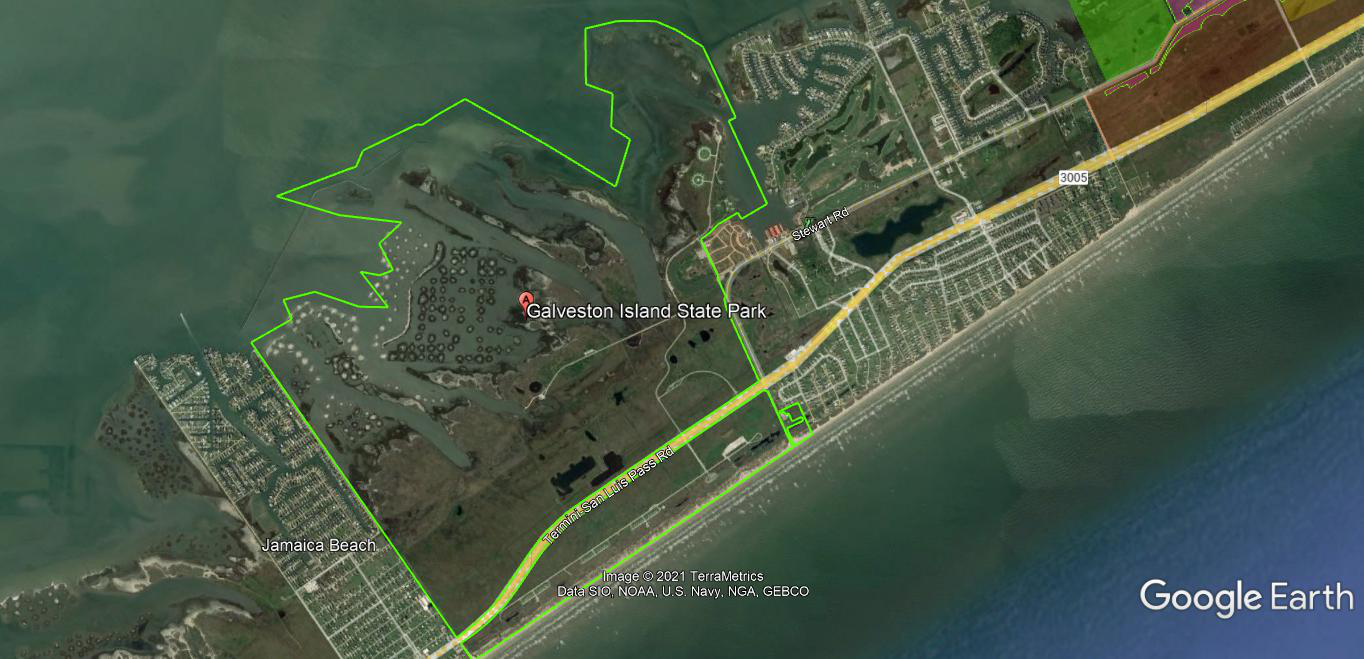 3005
Stewart Rd
A
Galveston Island State Park
Termini San Luis Pass Rd
Jamaica Beach
Image © 2021 TerraMetrics
Data SIO, NOAA, U.S. Navy, NGA, GEBCO
Google Earth